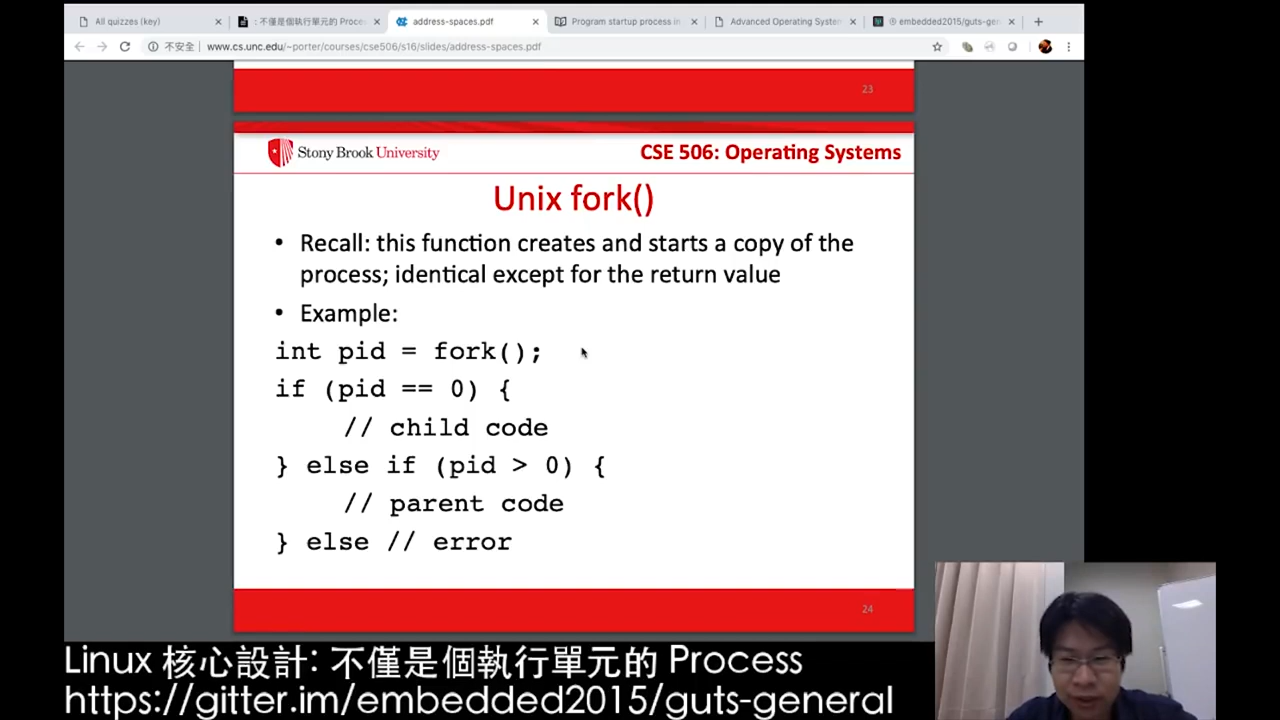 All quizzes (key)
: 不僅是個執行單元的 Proce
address-spaces.pdf
Program startup process in
Advanced Operating System
embedded2015/guts-gen
不安全
www.cs.unc.edu/~porter/courses/cse506/s16/slides/address-spaces.pdf
23
Stony Brook University
CSE 506: Operating Systems
Unix fork()
• Recall: this function creates and starts a copy of the
process; identical except for the return value
• Example:
int pid = fork();
if (pid == 0) {
// child code
} else if (pid > 0) {
// parent code
} else // error
24
Linux 核心設計: 不僅是個執行單元的 Process
https://gitter.im/embedded2015/guts-general